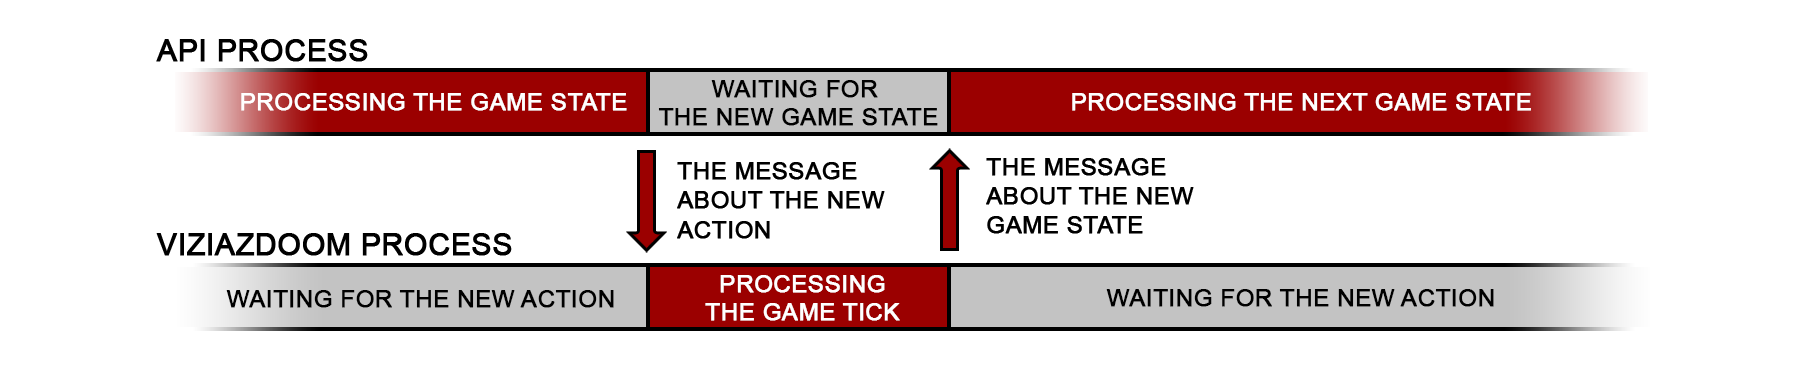 API PROCESS
PROCESSING THE GAME STATE
WAITING FOR
THE NEW GAME STATE
PROCESSING THE NEXT GAME STATE
THE MESSAGE
ABOUT THE NEW
ACTION
THE MESSAGE
ABOUT THE NEW
GAME STATE
VIZIAZDOOM PROCESS
WAITING FOR THE NEW ACTION
PROCESSING
THE GAME TICK
WAITING FOR THE NEW ACTION